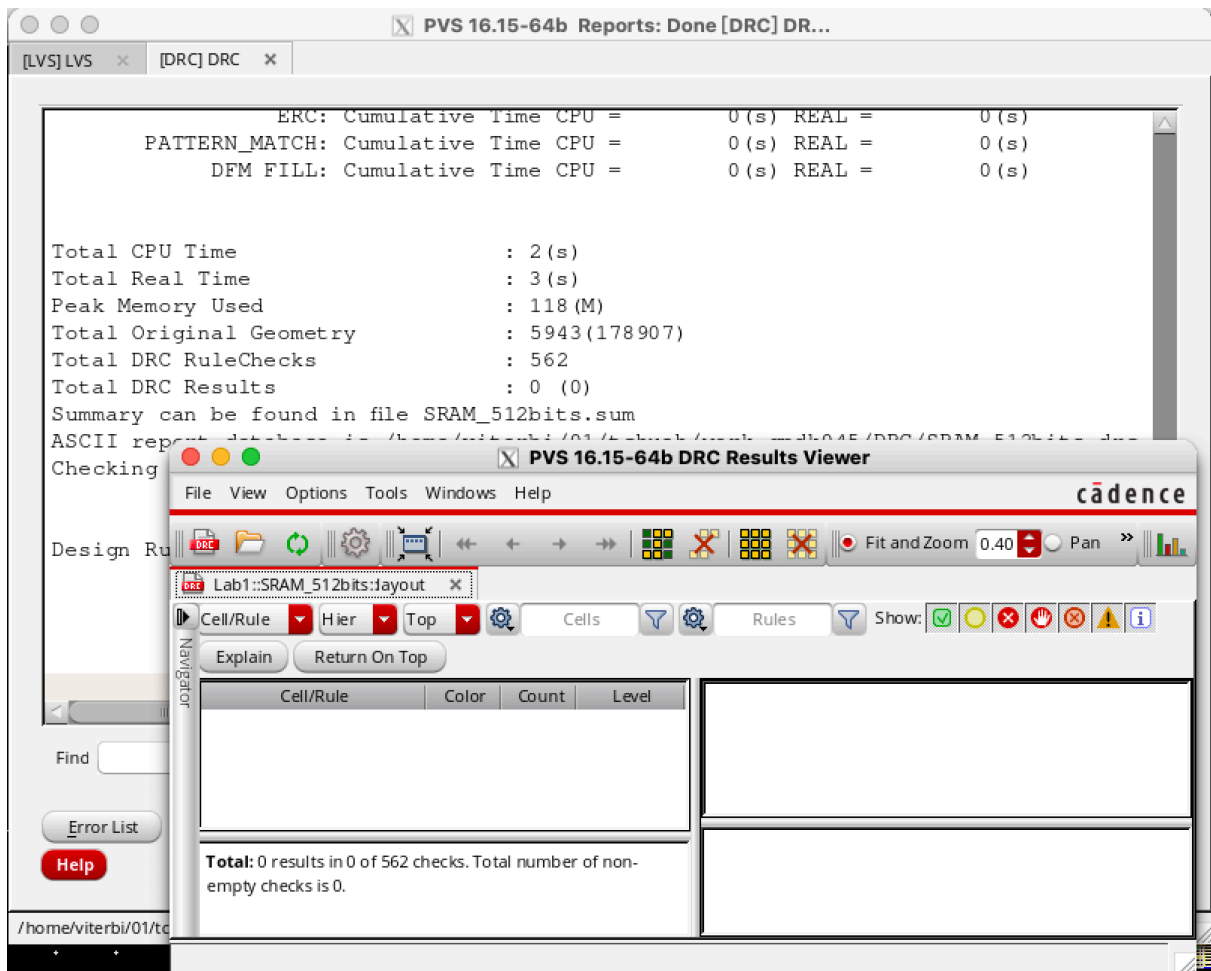 PVS 16.15-64b Reports: Done [DRC] DR...
[LVS] LVS × [DRC] DRC ×
ERC: Cumulative Time CPU = 0(s) REAL = 0(s)
PATTERN_MATCH: Cumulative Time CPU = 0(s) REAL = 0(s)
DFM FILL: Cumulative Time CPU = 0(s) REAL = 0(s)
Total CPU Time : 2(s)
Total Real Time : 3(s)
Peak Memory Used : 118(M)
Total Original Geometry : 5943(178907)
Total DRC RuleChecks : 562
Total DRC Results : 0 (0)
Summary can be found in file SRAM_512bits.sum
ASCII report database is
Checking
Design Ru
Find
Error List
Help
/home/viterbi/01/tc
PVS 16.15-64b DRC Results Viewer
File View Options Tools Windows Help
cādence
DRC Fit and Zoom 0.40 Pan »
DRC Lab1::SRAM_512bits::layout ×
Cell/Rule Hier Top Cells Rules Show:
Navigator
Explain Return On Top
Cell/Rule Color Count Level
Total: 0 results in 0 of 562 checks. Total number of non-
empty checks is 0.